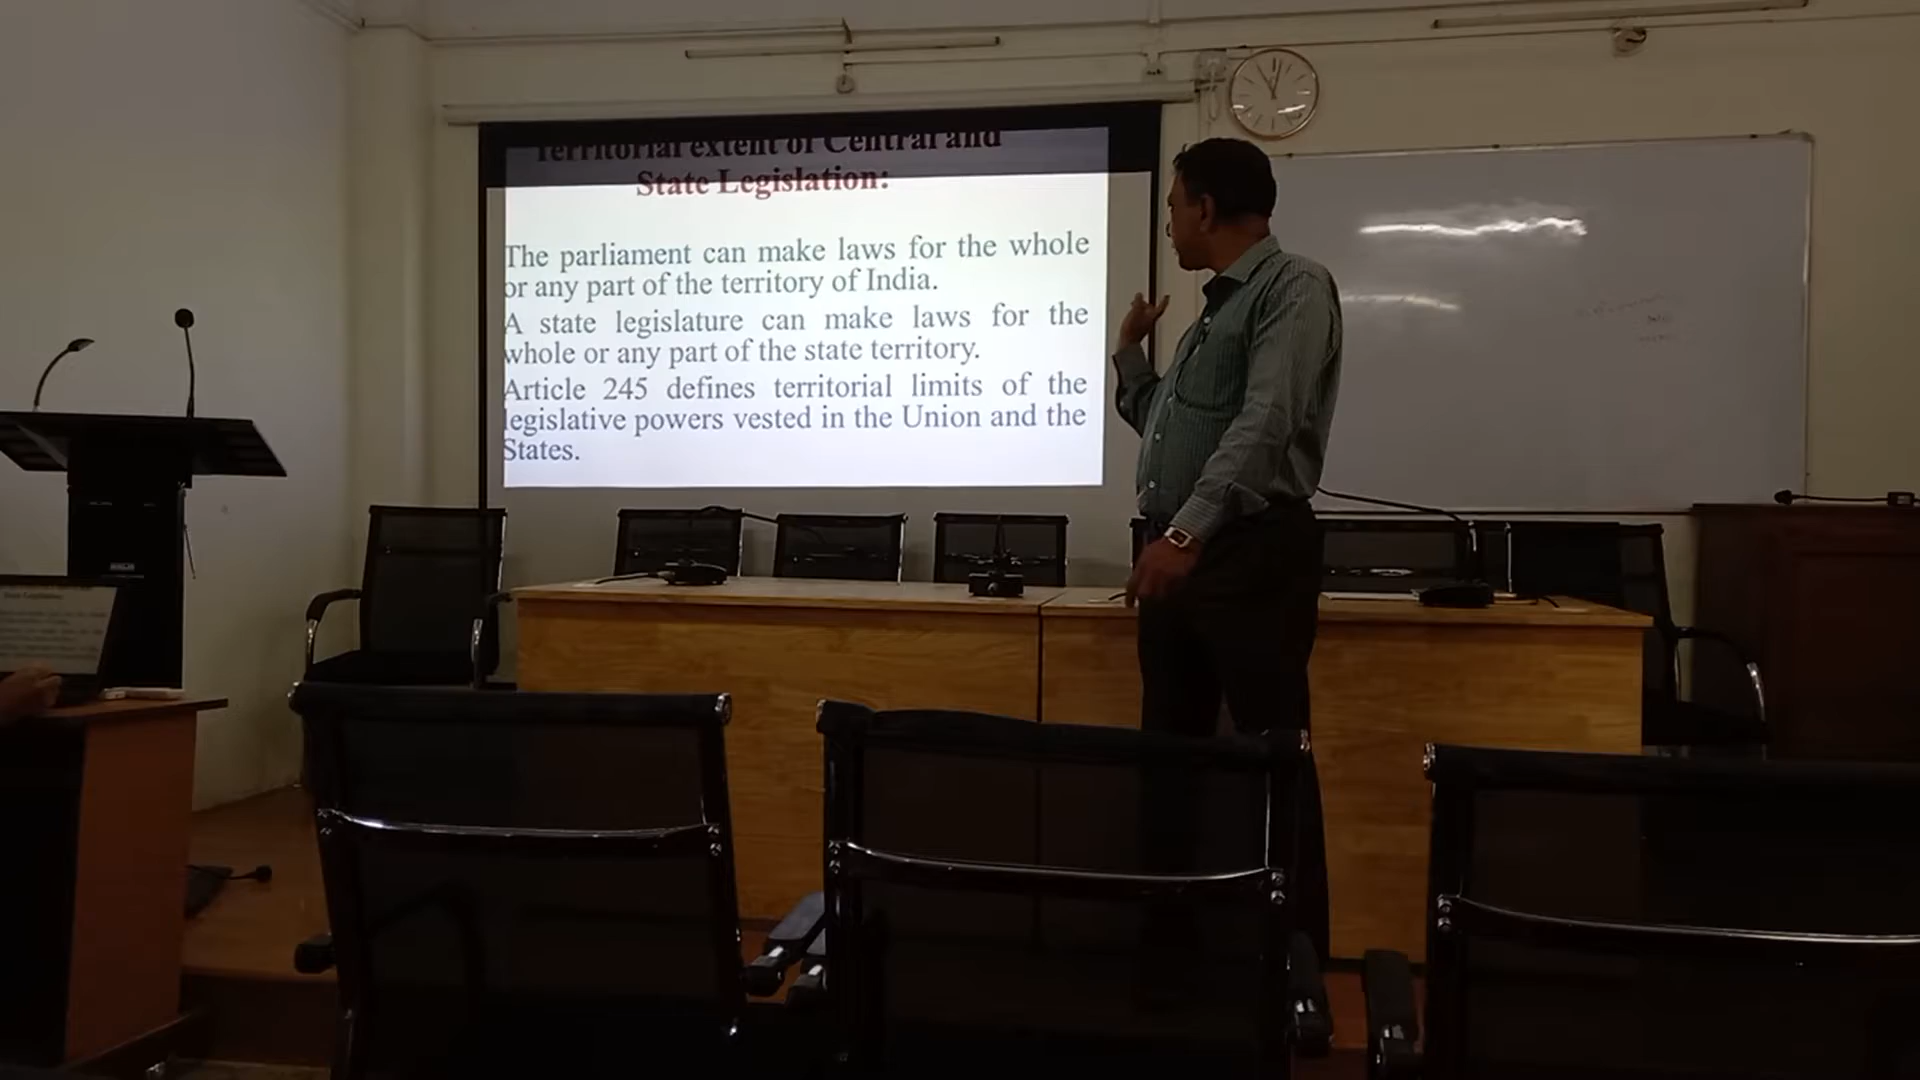 Territorial extent of Central and
State Legislation:
The parliament can make laws for the whole
or any part of the territory of India.
A state legislature can make laws for the
whole or any part of the state territory.
Article 245 defines territorial limits of the
legislative powers vested in the Union and the
States.